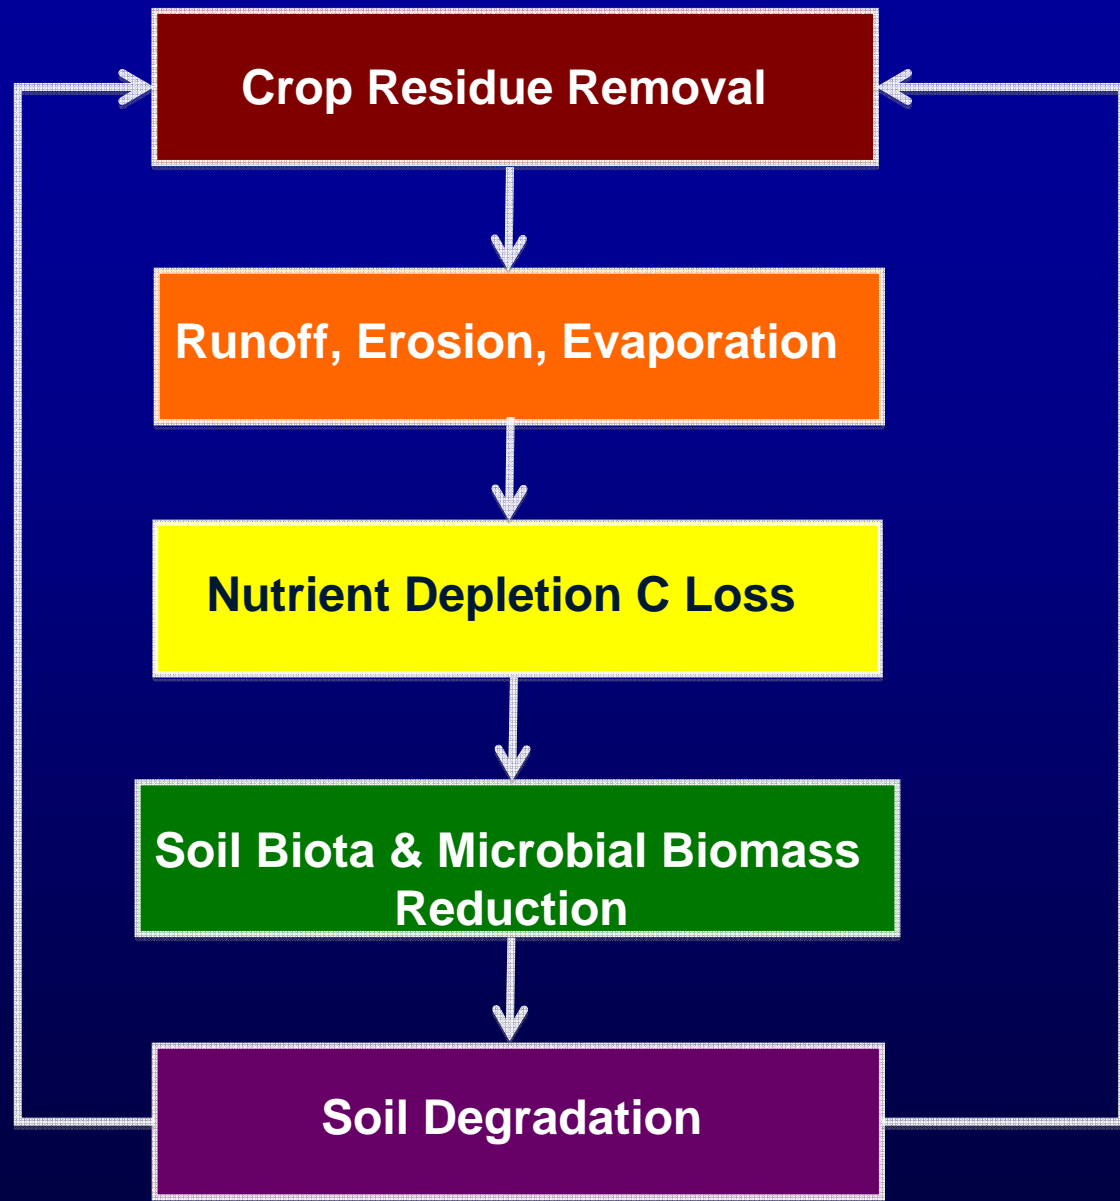 Crop Residue Removal
Runoff, Erosion, Evaporation
Nutrient Depletion C Loss
Soil Biota & Microbial Biomass
Reduction
Soil Degradation